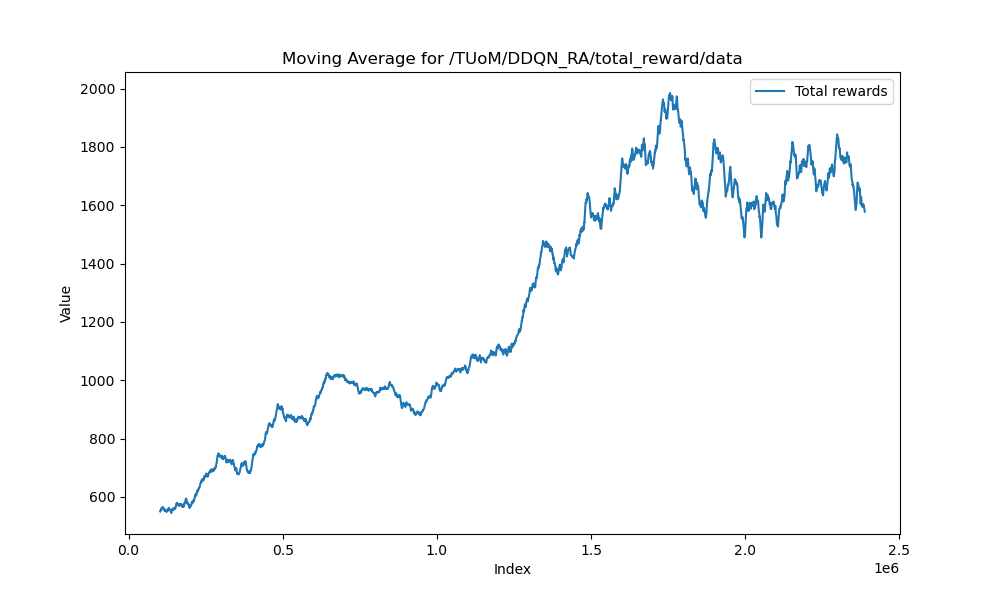 Moving Average for /TUoM/DDQN_RA/total_reward/data
Total rewards
2000
1800
1600
1400
1200
1000
800
600
Value
0.0 0.5 1.0 1.5 2.0 2.5
1e6
Index